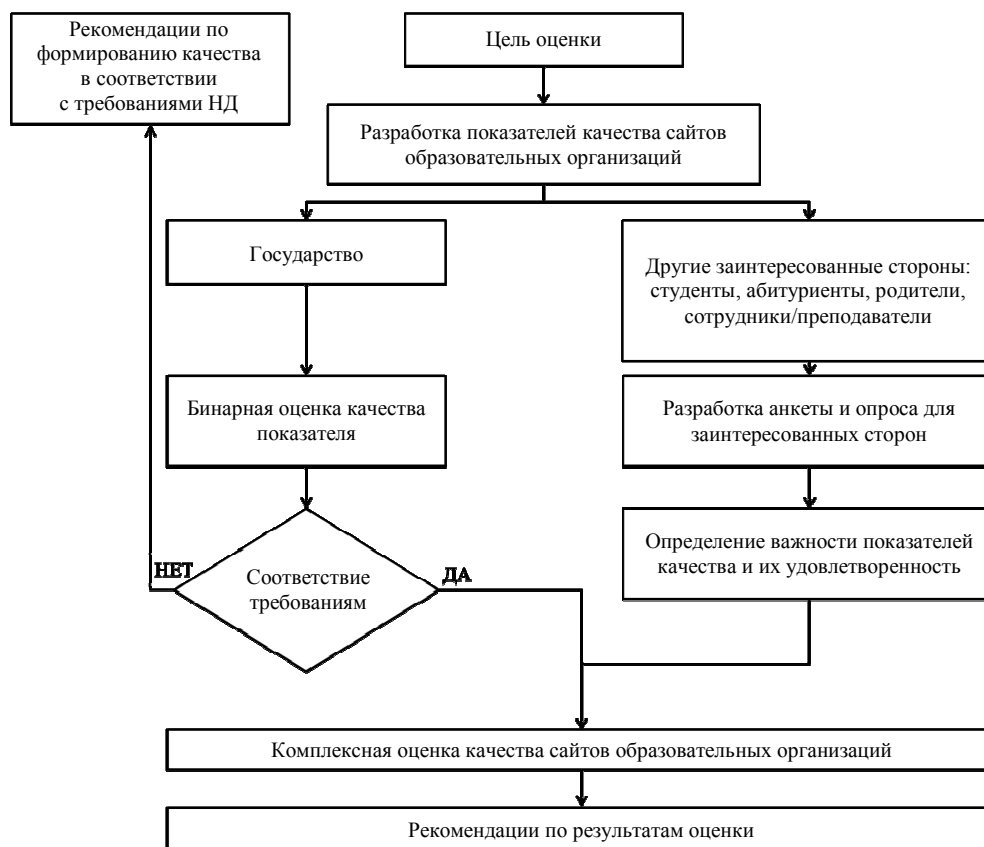 Рекомендации по
формированию качества
в соответствии
с требованиями НД
Цель оценки
Разработка показателей качества сайтов
образовательных организаций
Государство
Другие заинтересованные стороны:
студенты, абитуриенты, родители,
сотрудники/преподаватели
Бинарная оценка качества
показателя
Разработка анкеты и опроса для
заинтересованных сторон
Соответствие
требованиям
НЕТ
ДА
Определение важности показателей
качества и их удовлетворенность
Комплексная оценка качества сайтов образовательных организаций
Рекомендации по результатам оценки